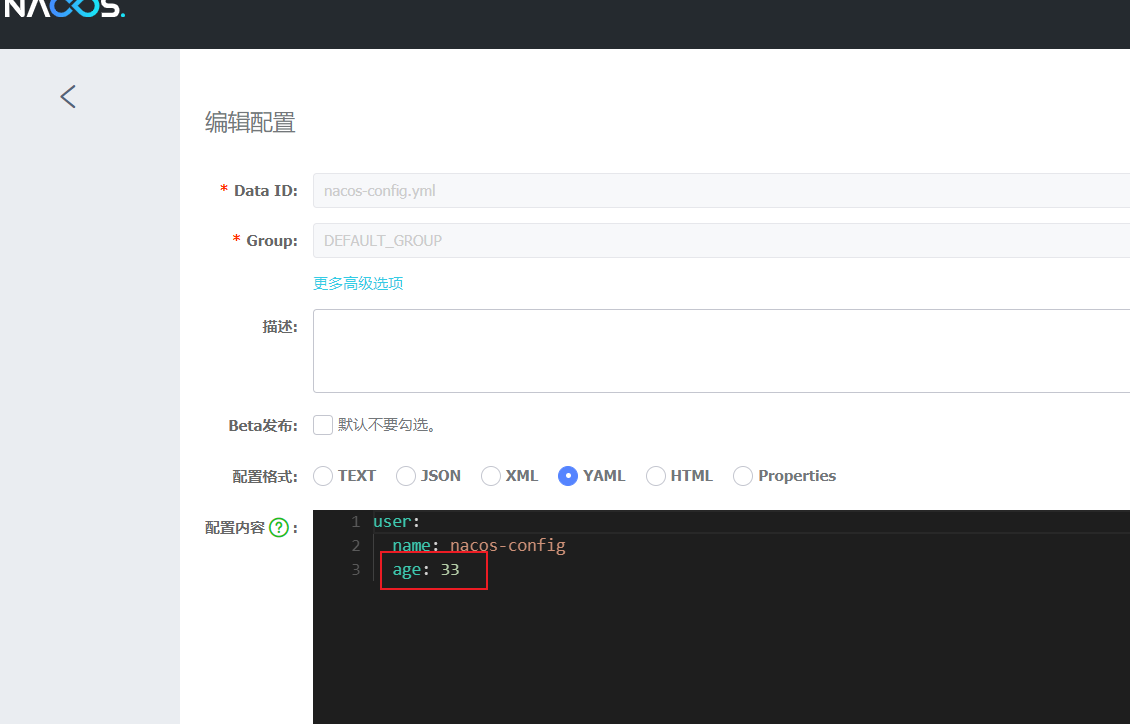 NACOS.
编辑配置
* Data ID: nacos-config.yml
* Group: DEFAULT_GROUP
更多高级选项
描述:
Beta发布: 默认不要勾选。
配置格式: TEXT JSON XML YAML HTML Properties
配置内容 ? :
1 user:
2 name: nacos-config
3 age: 33